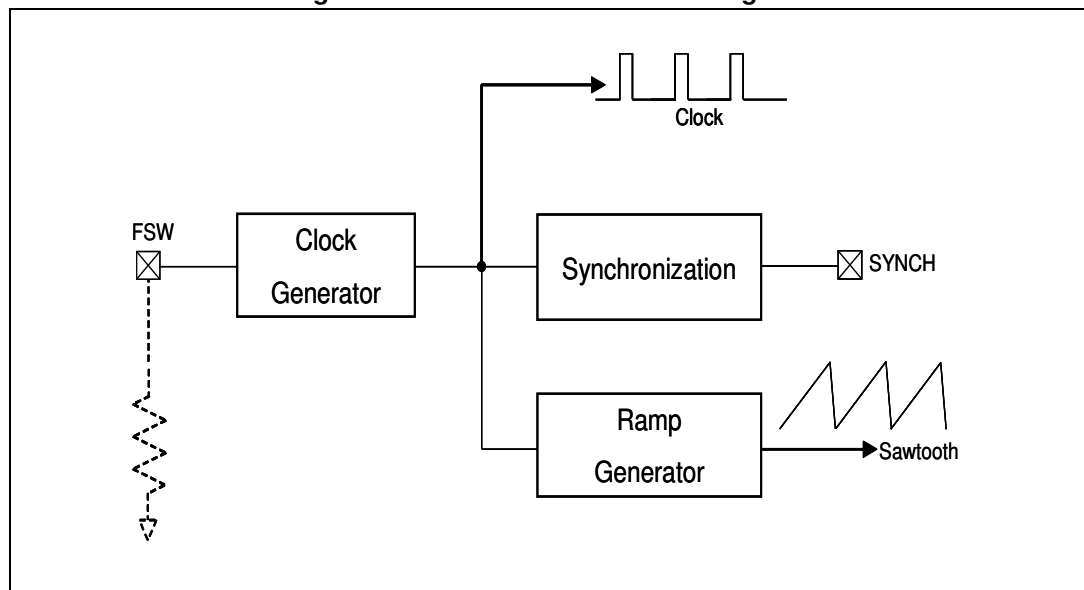 Clock
FSW
Clock
Generator
Synchronization
SYNCH
Ramp
Generator
Sawtooth